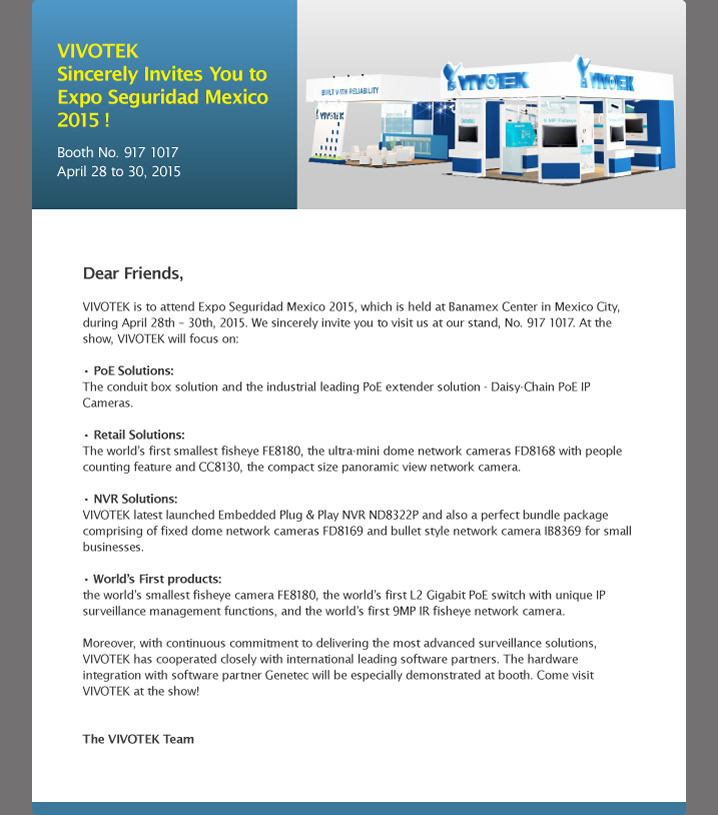 VIVOTEK
Sincerely Invites You to
Expo Seguridad Mexico
2015 !
Booth No. 917 1017
April 28 to 30, 2015
BUILT WITH RELIABILITY
VIVOTEK
VIVOTEK
VIVOTEK
Dear Friends,
VIVOTEK is to attend Expo Seguridad Mexico 2015, which is held at Banamex Center in Mexico City,
during April 28th – 30th, 2015. We sincerely invite you to visit us at our stand, No. 917 1017. At the
show, VIVOTEK will focus on:
• PoE Solutions:
The conduit box solution and the industrial leading PoE extender solution - Daisy-Chain PoE IP
Cameras.
• Retail Solutions:
The world's first smallest fisheye FE8180, the ultra-mini dome network cameras FD8168 with people
counting feature and CC8130, the compact size panoramic view network camera.
• NVR Solutions:
VIVOTEK latest launched Embedded Plug & Play NVR ND8322P and also a perfect bundle package
comprising of fixed dome network cameras FD8169 and bullet style network camera IB8369 for small
businesses.
• World's First products:
the world's smallest fisheye camera FE8180, the world's first L2 Gigabit PoE switch with unique IP
surveillance management functions, and the world's first 9MP IR fisheye network camera.
Moreover, with continuous commitment to delivering the most advanced surveillance solutions,
VIVOTEK has cooperated closely with international leading software partners. The hardware
integration with software partner Genetec will be especially demonstrated at booth. Come visit
VIVOTEK at the show!
The VIVOTEK Team